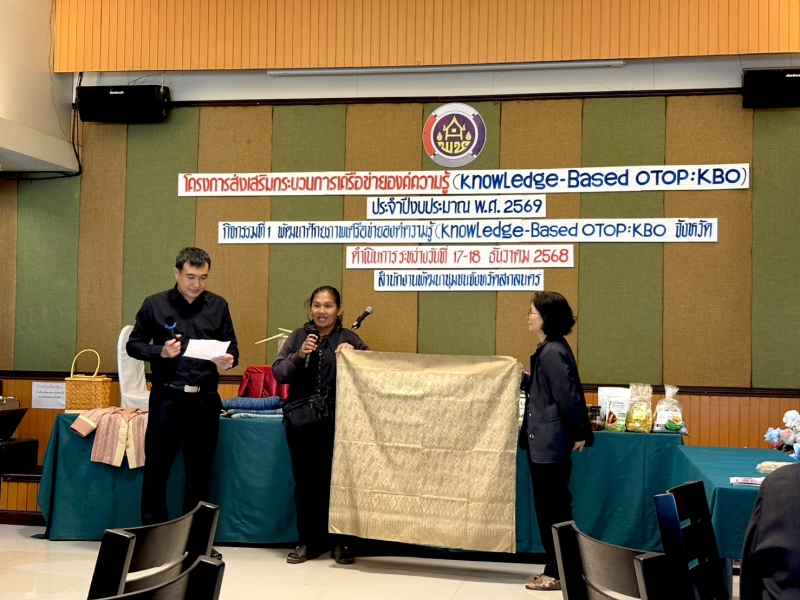 พช
โครงการส่งเสริมกระบวนการเครือข่ายองค์ความรู้ (Knowledge-Based OTOP:KBO)
ประจำปีงบประมาณ พ.ศ. 2569
กิจกรรมที่ 1 พัฒนาศักยภาพเครือข่ายองค์ความรู้ (Knowledge-Based OTOP:KBO จังหวัด
ดำเนินการ ระหว่างวันที่ 17-18 ธันวาคม 2568
สำนักงานพัฒนาชุมชนจังหวัดสกลนคร